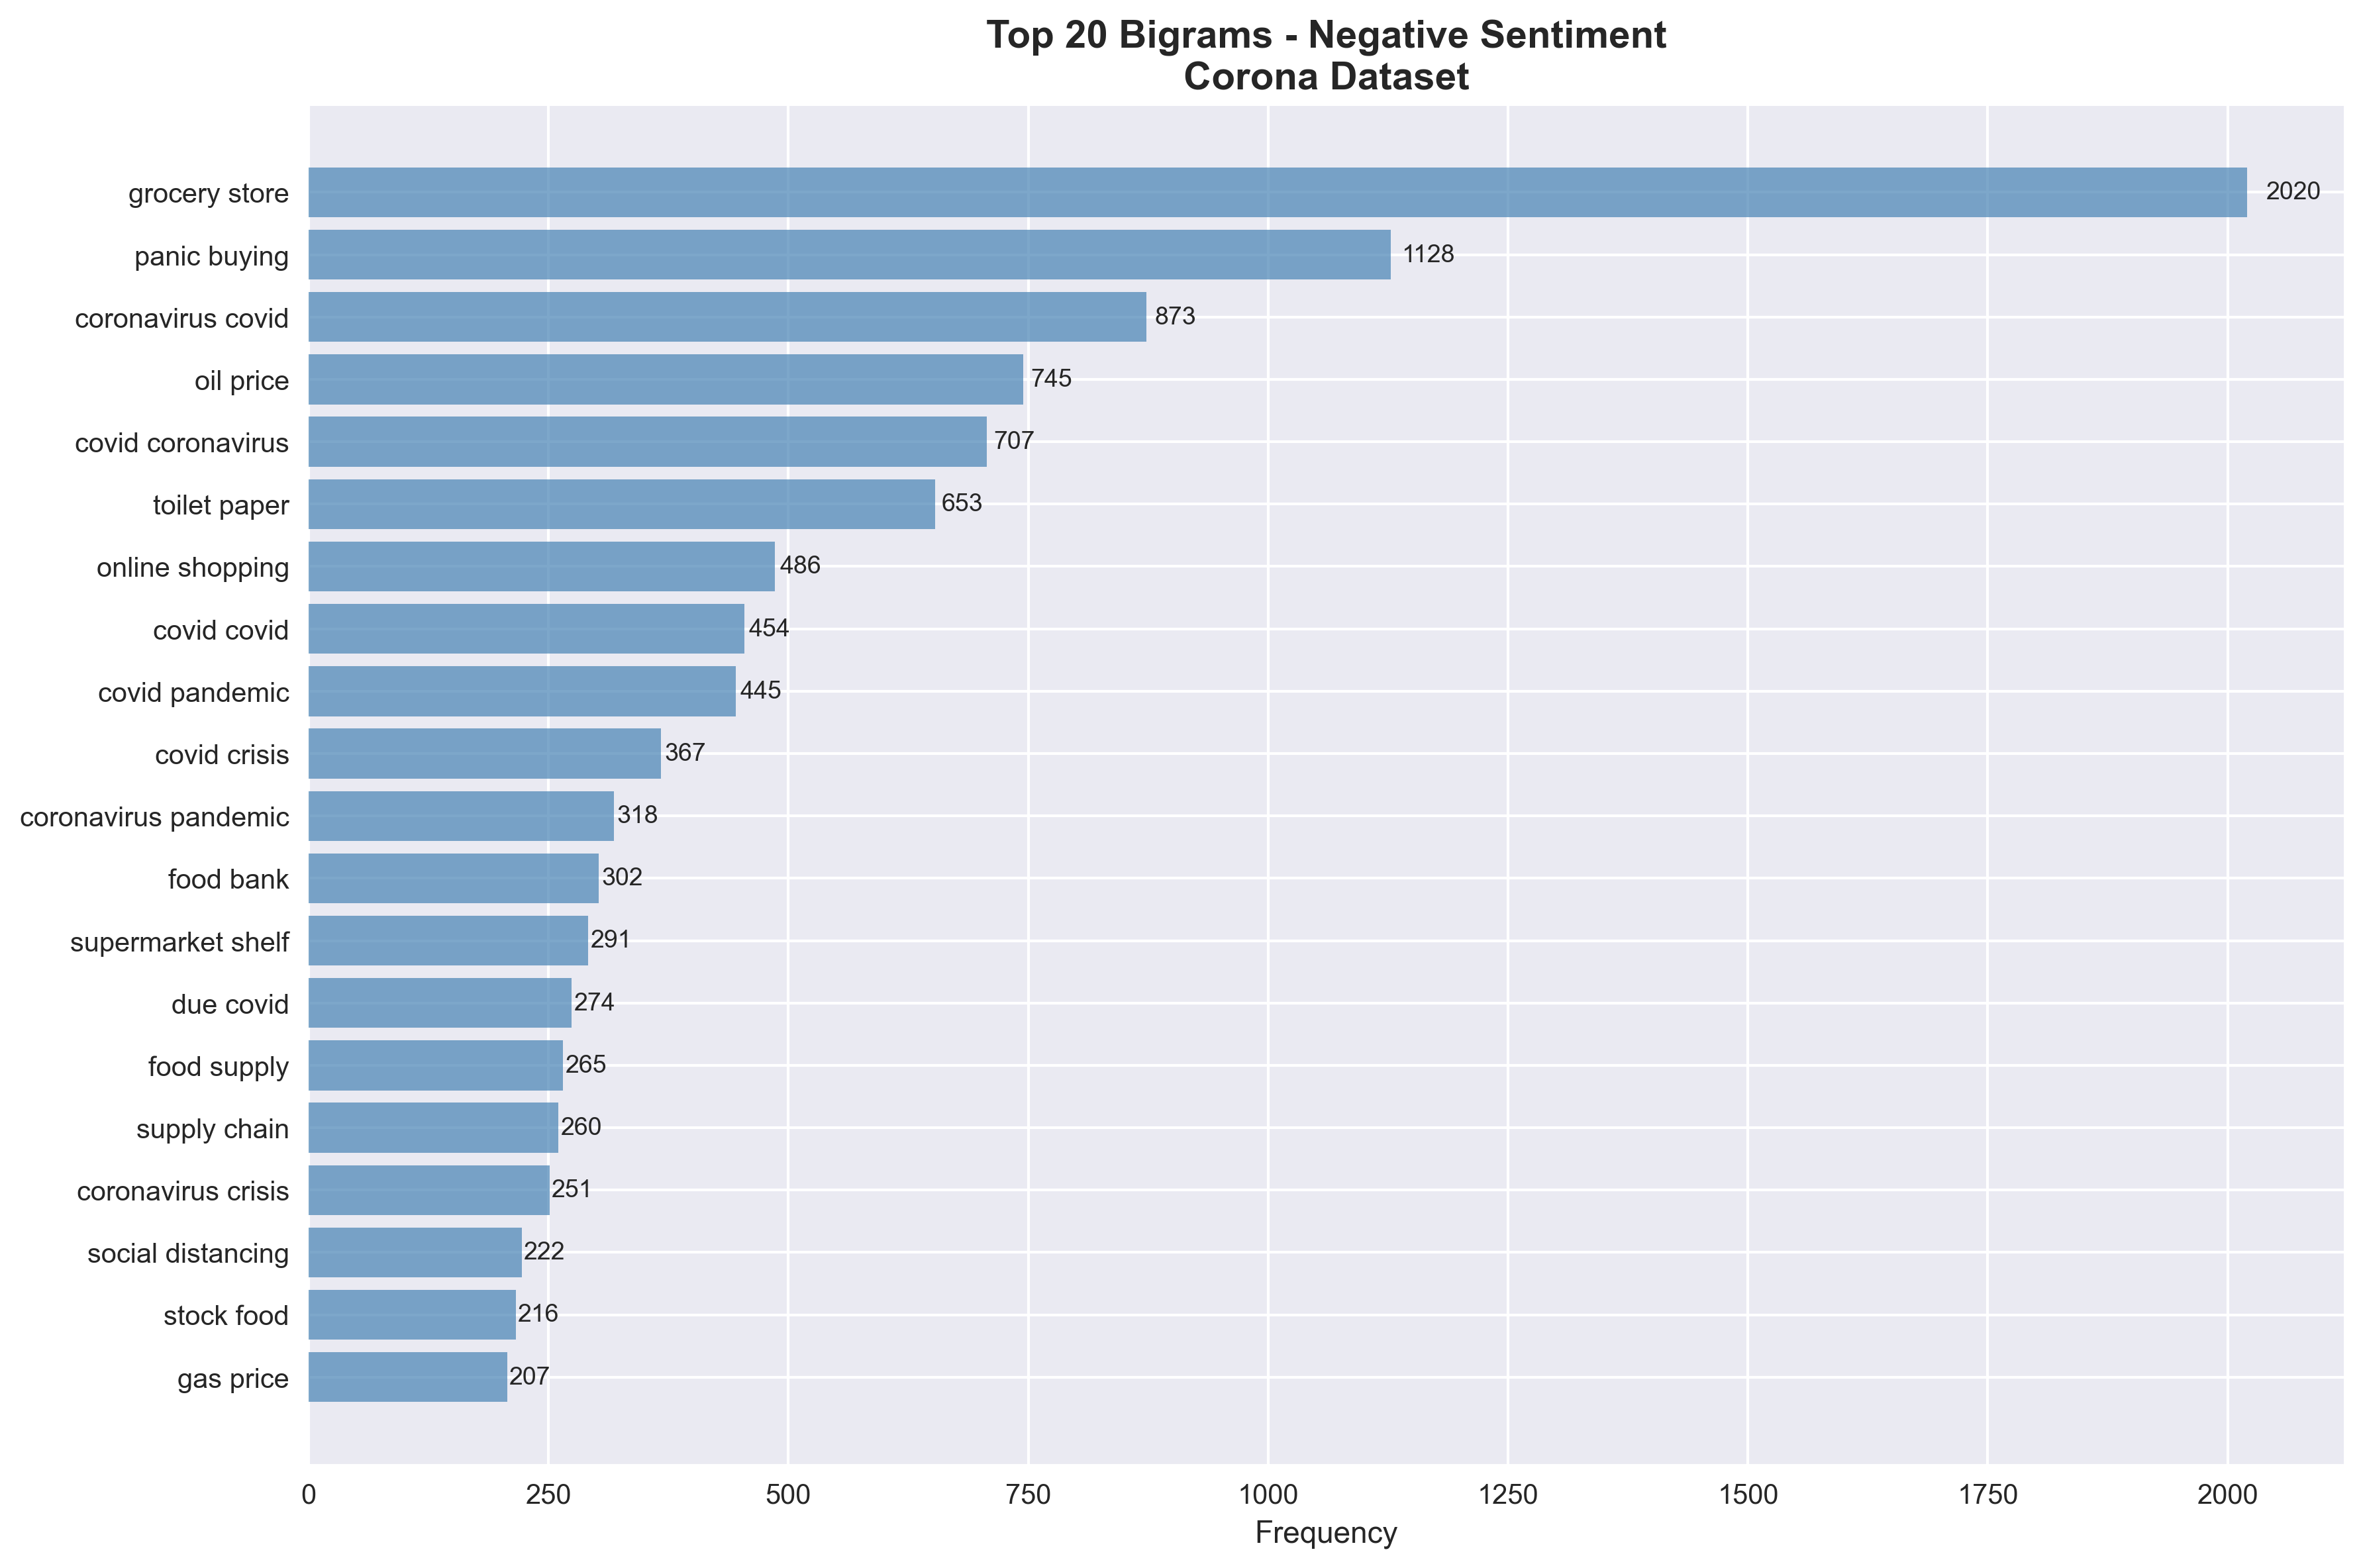 Top 20 Bigrams - Negative Sentiment
Corona Dataset
grocery store 2020
panic buying 1128
coronavirus covid 873
oil price 745
covid coronavirus 707
toilet paper 653
online shopping 486
covid covid 454
covid pandemic 445
covid crisis 367
coronavirus pandemic 318
food bank 302
supermarket shelf 291
due covid 274
food supply 265
supply chain 260
coronavirus crisis 251
social distancing 222
stock food 216
gas price 207
0 250 500 750 1000 1250 1500 1750 2000
Frequency